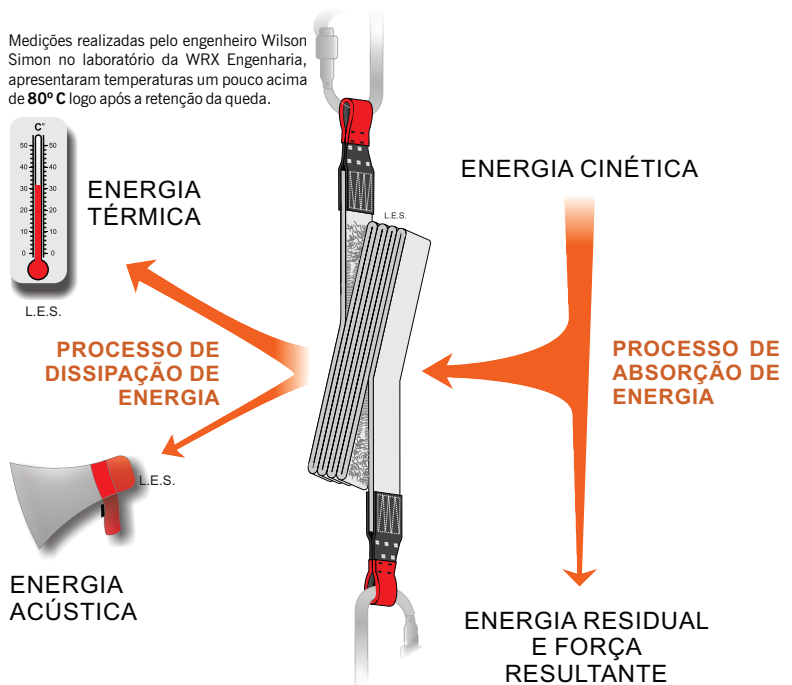 Medições realizadas pelo engenheiro Wilson
Simon no laboratório da WRX Engenharia,
apresentaram temperaturas um pouco acima
de 80º C logo após a retenção da queda.
C°
50 50
40 40
30 30
20 20
10 10
0 0
L.E.S.
ENERGIA
TÉRMICA
L.E.S.
ENERGIA CINÉTICA
PROCESSO DE
DISSIPAÇÃO DE
ENERGIA
PROCESSO DE
ABSORÇÃO DE
ENERGIA
L.E.S.
ENERGIA
ACÚSTICA
ENERGIA RESIDUAL
E FORÇA
RESULTANTE